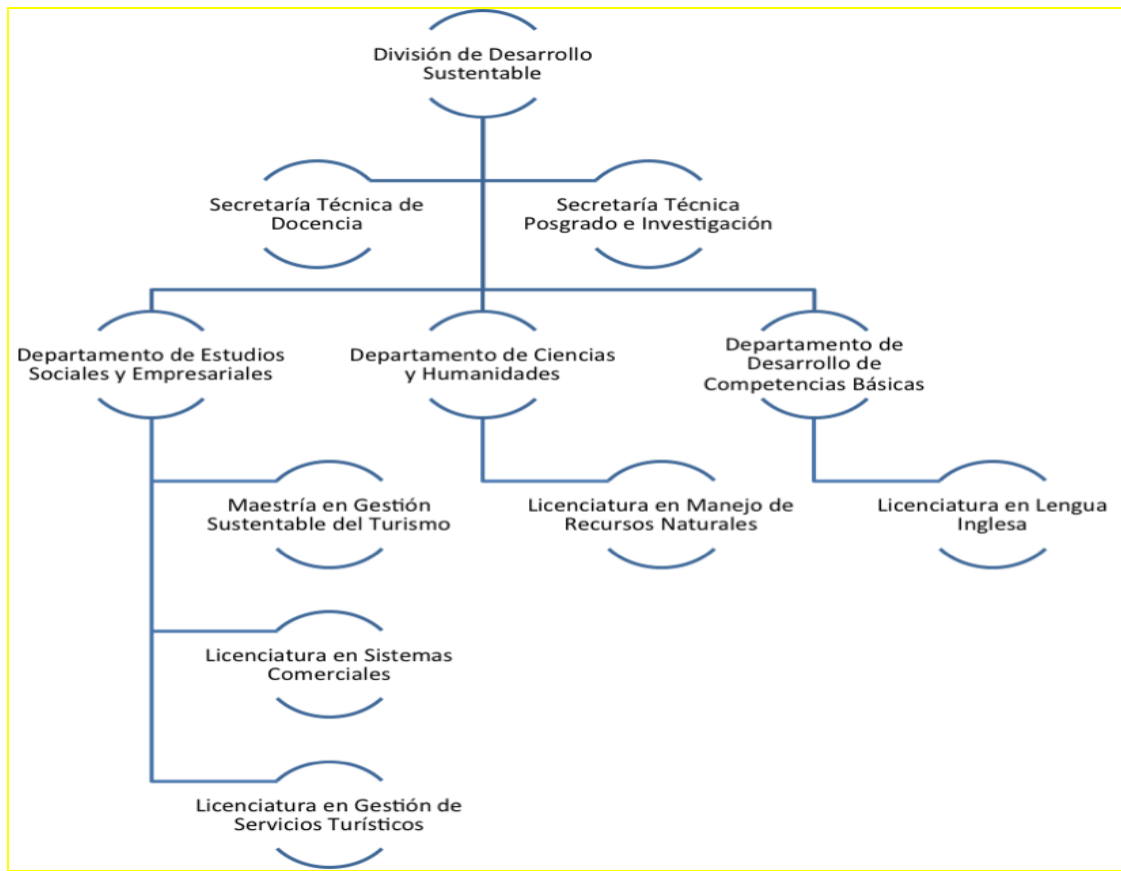 División de Desarrollo
Sustentable
Secretaría Técnica de
Docencia
Secretaría Técnica
Posgrado e Investigación
Departamento de Estudios
Sociales y Empresariales
Departamento de Ciencias
y Humanidades
Departamento de
Desarrollo de
Competencias Básicas
Maestría en Gestión
Sustentable del Turismo
Licenciatura en Manejo de
Recursos Naturales
Licenciatura en Lengua
Inglesa
Licenciatura en Sistemas
Comerciales
Licenciatura en Gestión de
Servicios Turísticos